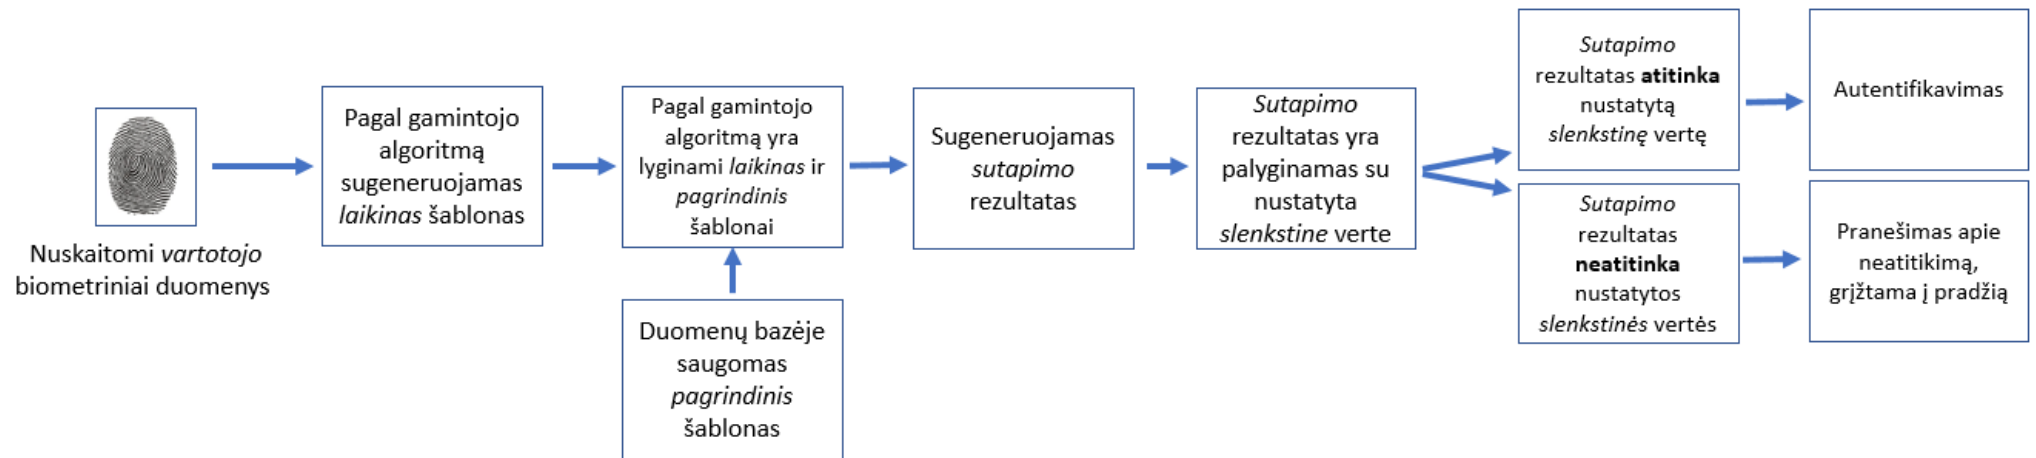 Nuskaitomi vartotojo
biometriniai duomenys
Pagal gamintojo
algoritmą
sugeneruojamas
laikinas šablonas
Pagal gamintojo
algoritmą yra
lyginami laikinas ir
pagrindinis
šablonai
Duomenų bazėje
saugomas
pagrindinis
šablonas
Sugeneruojamas
sutapimo
rezultatas
Sutapimo
rezultatas yra
palyginamas su
nustatyta
slenkstine verte
Sutapimo
rezultatas atitinka
nustatytą
slenkstinę vertę
Autentifikavimas
Sutapimo
rezultatas
neatitinka
nustatytos
slenkstinės vertės
Pranešimas apie
neatitikimą,
grįžtama į pradžią